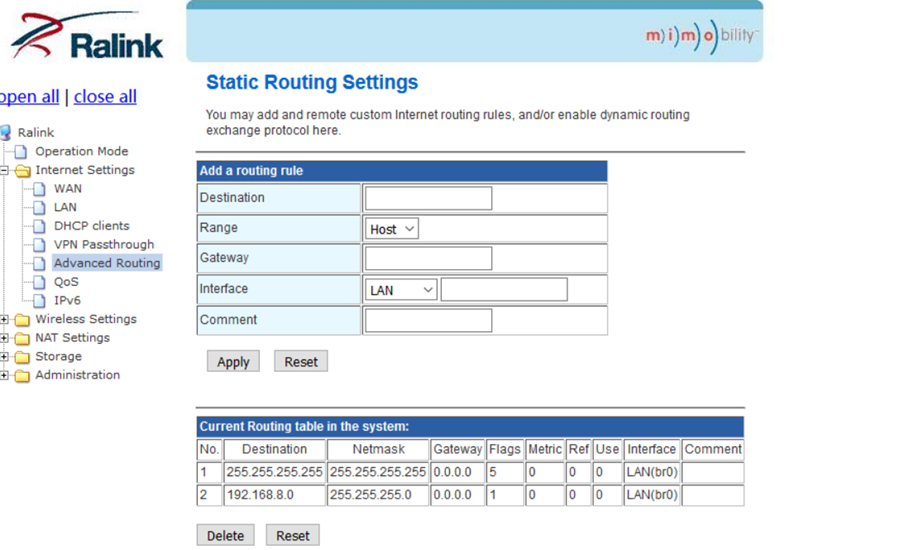 Ralink
m)i)m)o)bility™
open all | close all
Ralink
Operation Mode
Internet Settings
WAN
LAN
DHCP clients
VPN Passthrough
Advanced Routing
QoS
IPv6
Wireless Settings
NAT Settings
Storage
Administration
Static Routing Settings
You may add and remote custom Internet routing rules, and/or enable dynamic routing
exchange protocol here.
Add a routing rule
Destination
Range Host
Gateway
Interface LAN
Comment
Apply Reset
Current Routing table in the system:
No. Destination Netmask Gateway Flags Metric Ref Use Interface Comment
1 255.255.255.255 255.255.255.255 0.0.0.0 5 0 0 0 LAN(br0)
2 192.168.8.0 255.255.255.0 0.0.0.0 1 0 0 0 LAN(br0)
Delete Reset